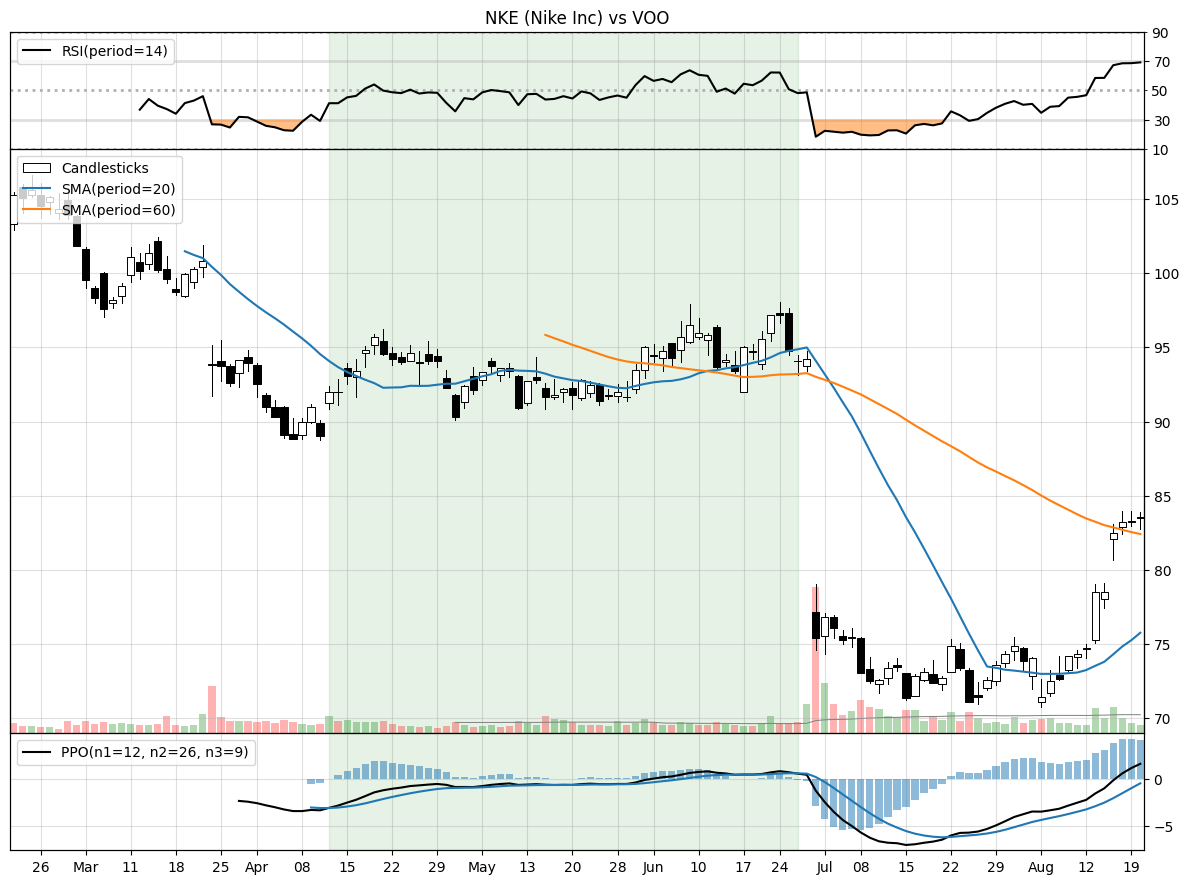 NKE (Nike Inc) vs VOO
RSI(period=14)
90
70
50
30
10
Candlesticks
SMA(period=20)
SMA(period=60)
105
100
95
90
85
80
75
70
PPO(n1=12, n2=26, n3=9)
0
−5
26 Mar 11 18 25 Apr 08 15 22 29 May 13 20 28 Jun 10 17 24 Jul 08 15 22 29 Aug 12 19